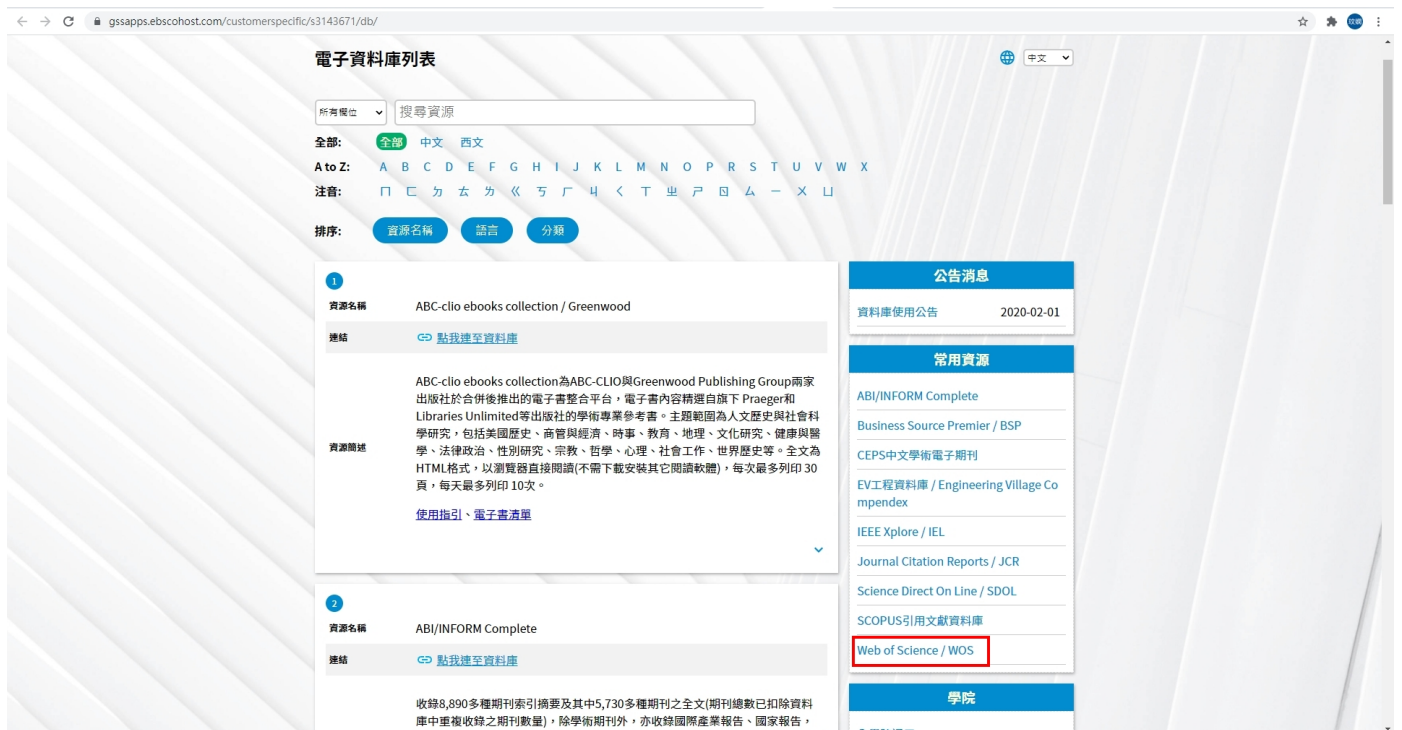 gssapps.ebscohost.com/customerspecific/s3143671/db/
電子資料庫列表
中文
所有欄位
搜尋資源
全部: 全部 中文 西文
A to Z: A B C D E F G H I J K L M N O P R S T U V W X
注音: ㄇ ㄈ ㄉ ㄊ ㄌ ㄍ ㄎ ㄏ ㄐ ㄑ ㄒ ㄓ ㄕ ㄖ ㄙ ㄧ ㄨ ㄩ
排序: 資源名稱 語言 分類
1
資源名稱 ABC-clio ebooks collection / Greenwood
連結 點我連至資料庫
資源簡述
ABC-clio ebooks collection為ABC-CLIO與Greenwood Publishing Group兩家
出版社於合併後推出的電子書整合平台，電子書內容精選自旗下 Praeger和
Libraries Unlimited等出版社的學術專業參考書。主題範圍為人文歷史與社會科
學研究，包括美國歷史、商管與經濟、時事、教育、地理、文化研究、健康與醫
學、法律政治、性別研究、宗教、哲學、心理、社會工作、世界歷史等。全文為
HTML格式，以瀏覽器直接閱讀(不需下載安裝其它閱讀軟體)，每次最多列印 30
頁，每天最多列印 10次。
使用指引、電子書清單
2
資源名稱 ABI/INFORM Complete
連結 點我連至資料庫
收錄8,890多種期刊索引摘要及其中5,730多種期刊之全文(期刊總數已扣除資料
庫中重複收錄之期刊數量)，除學術期刊外，亦收錄國際產業報告、國家報告，
公告消息
資料庫使用公告 2020-02-01
常用資源
ABI/INFORM Complete
Business Source Premier / BSP
CEPS中文學術電子期刊
EV工程資料庫 / Engineering Village Co
mpendex
IEEE Xplore / IEL
Journal Citation Reports / JCR
Science Direct On Line / SDOL
SCOPUS引用文獻資料庫
Web of Science / WOS
學院